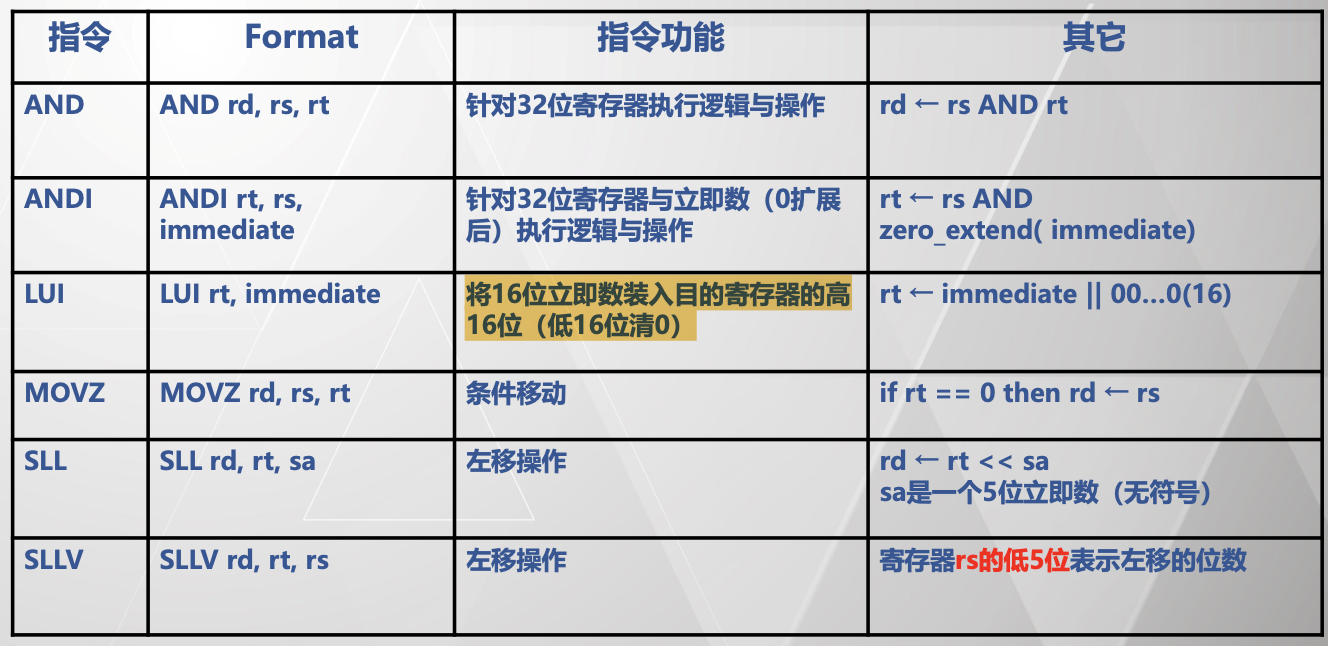 指令 Format 指令功能 其它
AND AND rd, rs, rt 针对32位寄存器执行逻辑与操作 rd ← rs AND rt
ANDI ANDI rt, rs, 针对32位寄存器与立即数（0扩展 rt ← rs AND
immediate 后）执行逻辑与操作 zero_extend( immediate)
LUI LUI rt, immediate 将16位立即数装入目的寄存器的高 rt ← immediate || 00...0(16)
16位（低16位清0）
MOVZ MOVZ rd, rs, rt 条件移动 if rt == 0 then rd ← rs
SLL SLL rd, rt, sa 左移操作 rd ← rt << sa
sa是一个5位立即数（无符号）
SLLV SLLV rd, rt, rs 左移操作 寄存器rs的低5位表示左移的位数